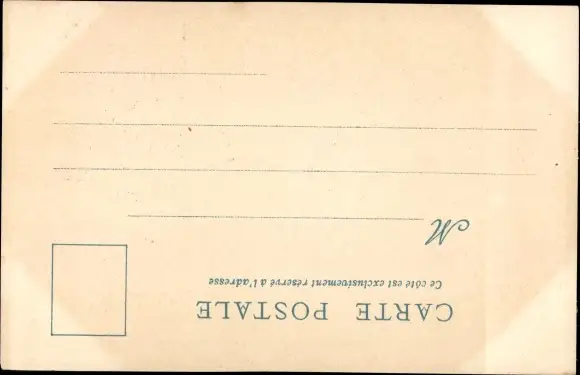 CARTE POSTALE
Ce côté est exclusivement réservé à l'adresse
M